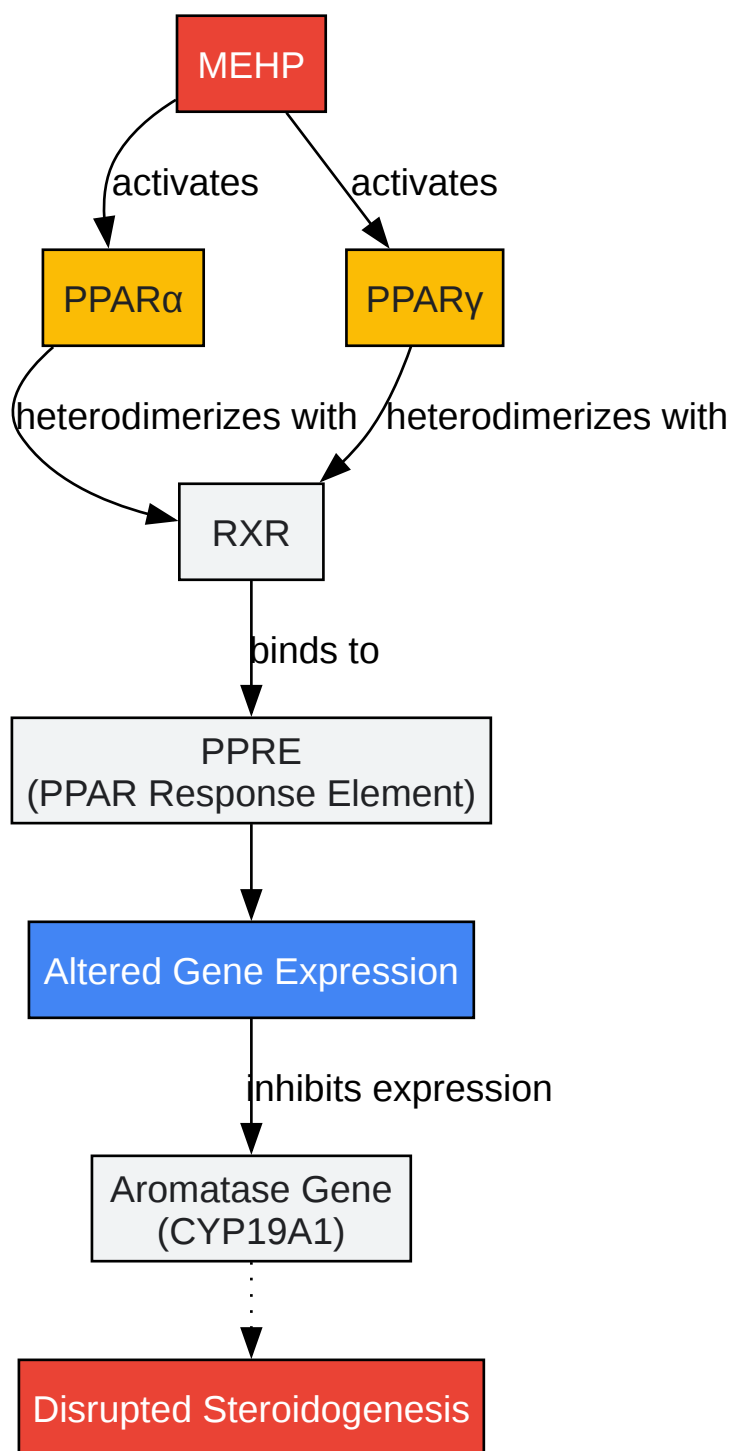 MEHP
activates
activates
PPARα
PPARγ
heterodimerizes with
heterodimerizes with
RXR
binds to
PPRE
(PPAR Response Element)
Altered Gene Expression
inhibits expression
Aromatase Gene
(CYP19A1)
Disrupted Steroidogenesis